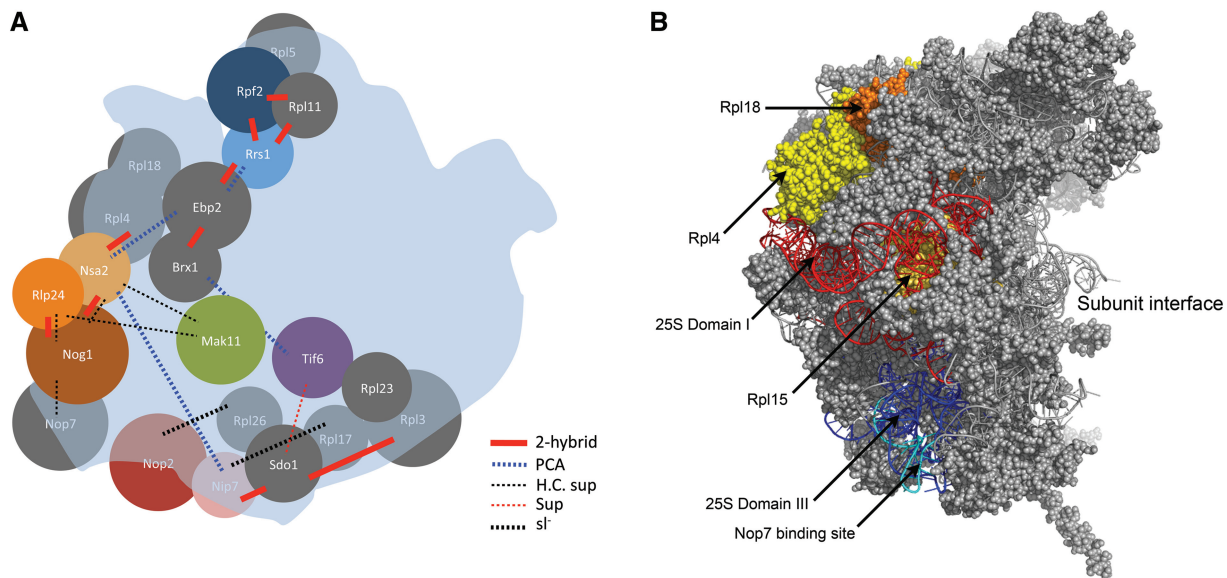 A
Rpl5
Rpf2
Rpl11
Rrs1
Rpl18
Ebp2
Rpl4
Nsa2
Brx1
Rlp24
Mak11
Tif6
Nog1
Rpl23
Nop7
Rpl26
Rpl3
Rpl17
Nop2
Sdo1
Nip7
2-hybrid
PCA
H.C. sup
Sup
sl-
B
Rpl18
Rpl4
25S Domain I
Subunit interface
Rpl15
25S Domain III
Nop7 binding site